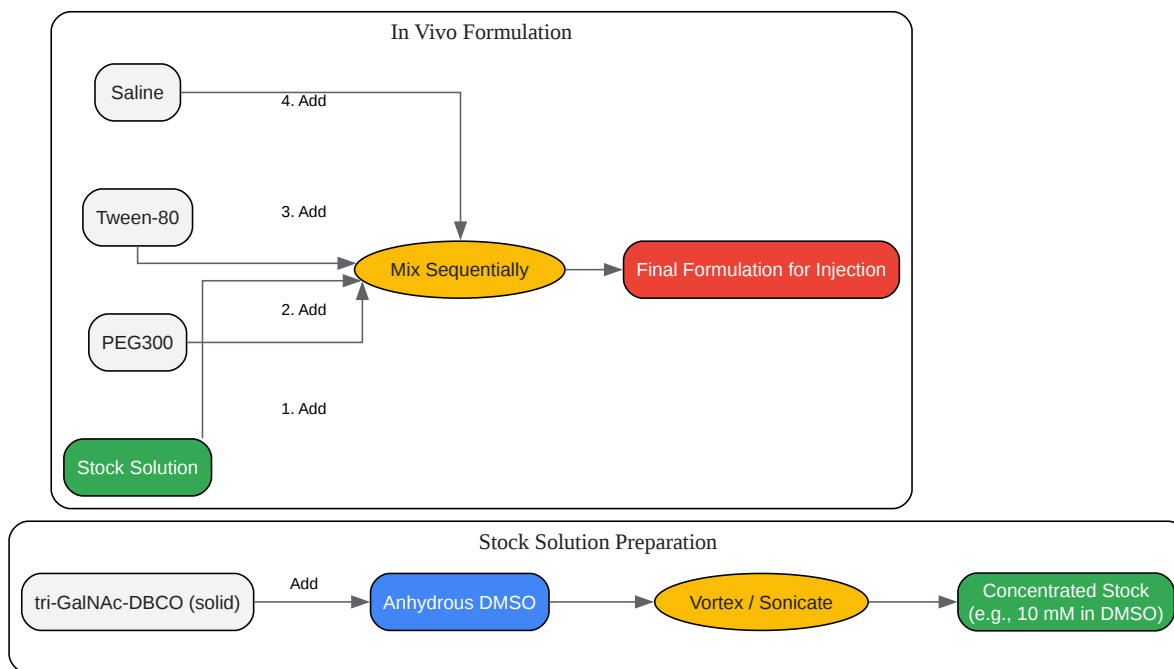 In Vivo Formulation
Saline
4. Add
Tween-80
3. Add
Mix Sequentially
Final Formulation for Injection
PEG300
2. Add
1. Add
Stock Solution
Stock Solution Preparation
tri-GalNAc-DBCO (solid)
Add
Anhydrous DMSO
Vortex / Sonicate
Concentrated Stock
(e.g., 10 mM in DMSO)